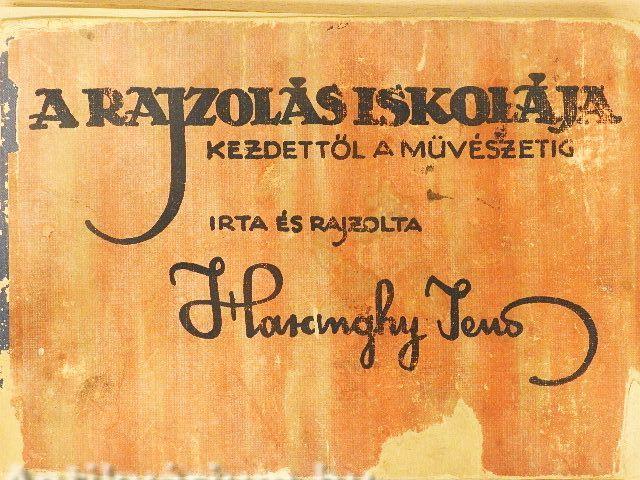 A RAJZOLÁS ISKOLÁJA
KEZDETTŐL A MŰVÉSZETIG
IRTA ÉS RAJZOLTA
Haranghy Jenő